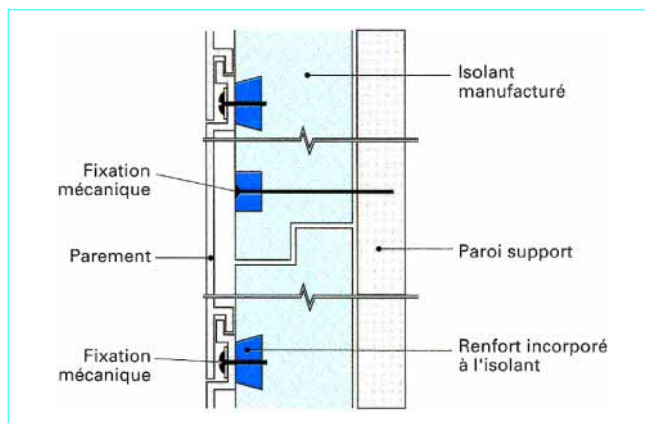 Isolant
manufacturé
Fixation
mécanique
Parement
Paroi support
Fixation
mécanique
Renfort incorporé
à l'isolant